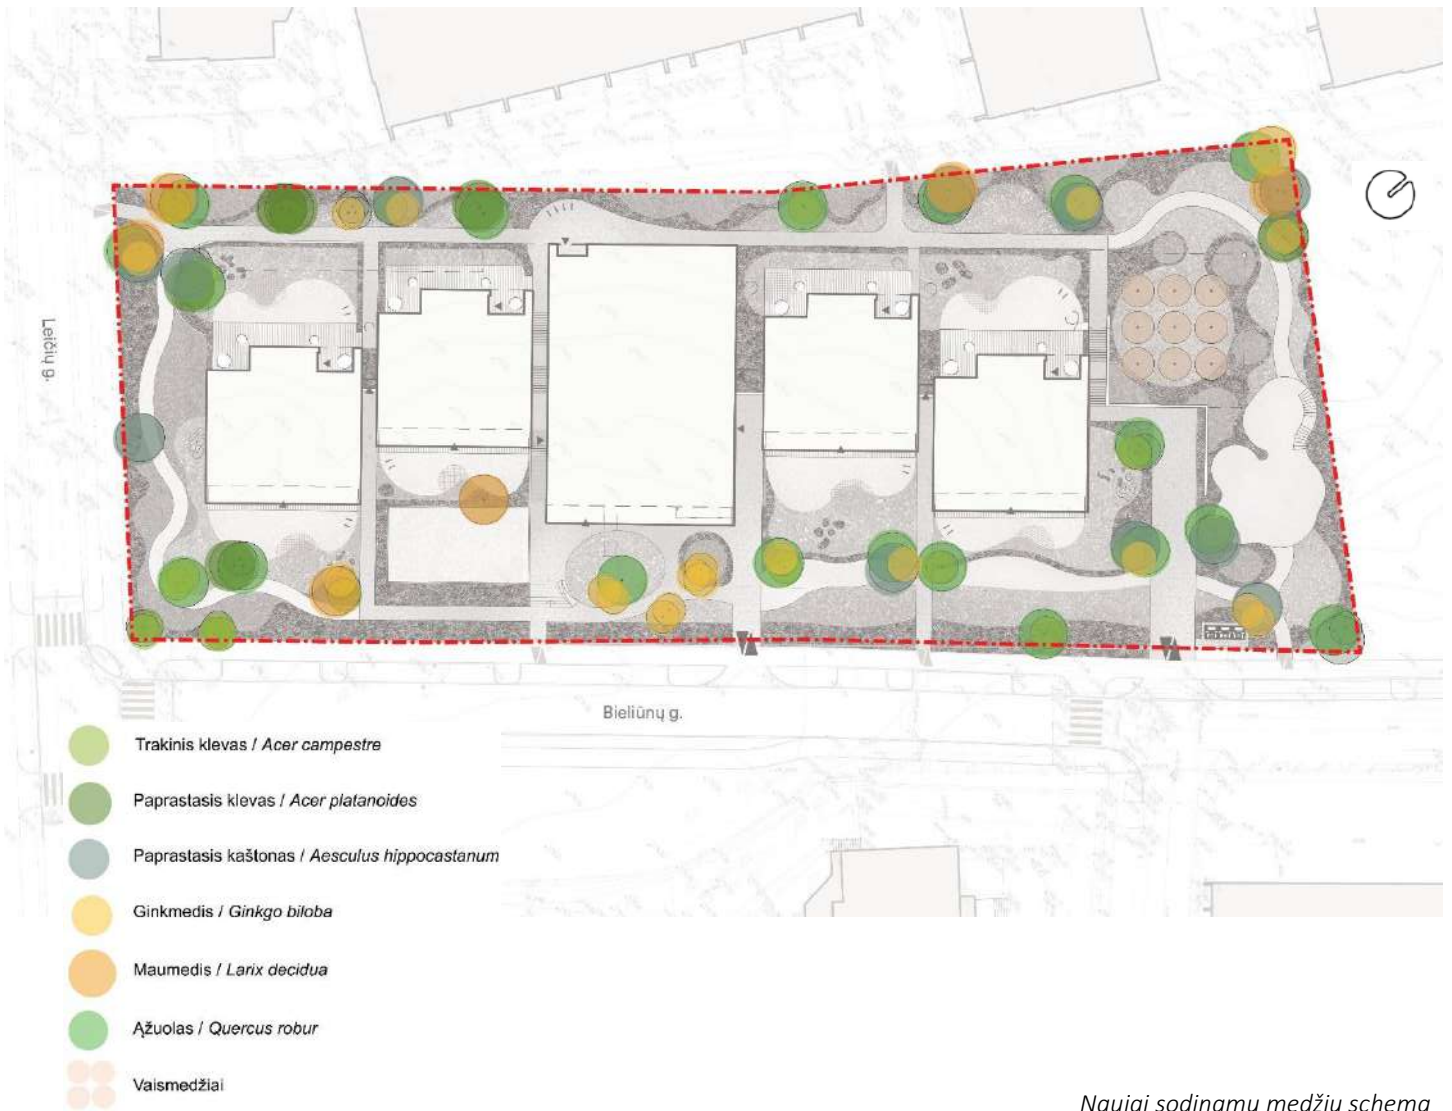 Leičių g.
Bieliūnų g.
Trakinis klevas / Acer campestre
Paprastasis klevas / Acer platanoides
Paprastasis kaštonas / Aesculus hippocastanum
Ginkmedis / Ginkgo biloba
Maumedis / Larix decidua
Ąžuolas / Quercus robur
Vaismedžiai
Naujai sodinamų medžių schema